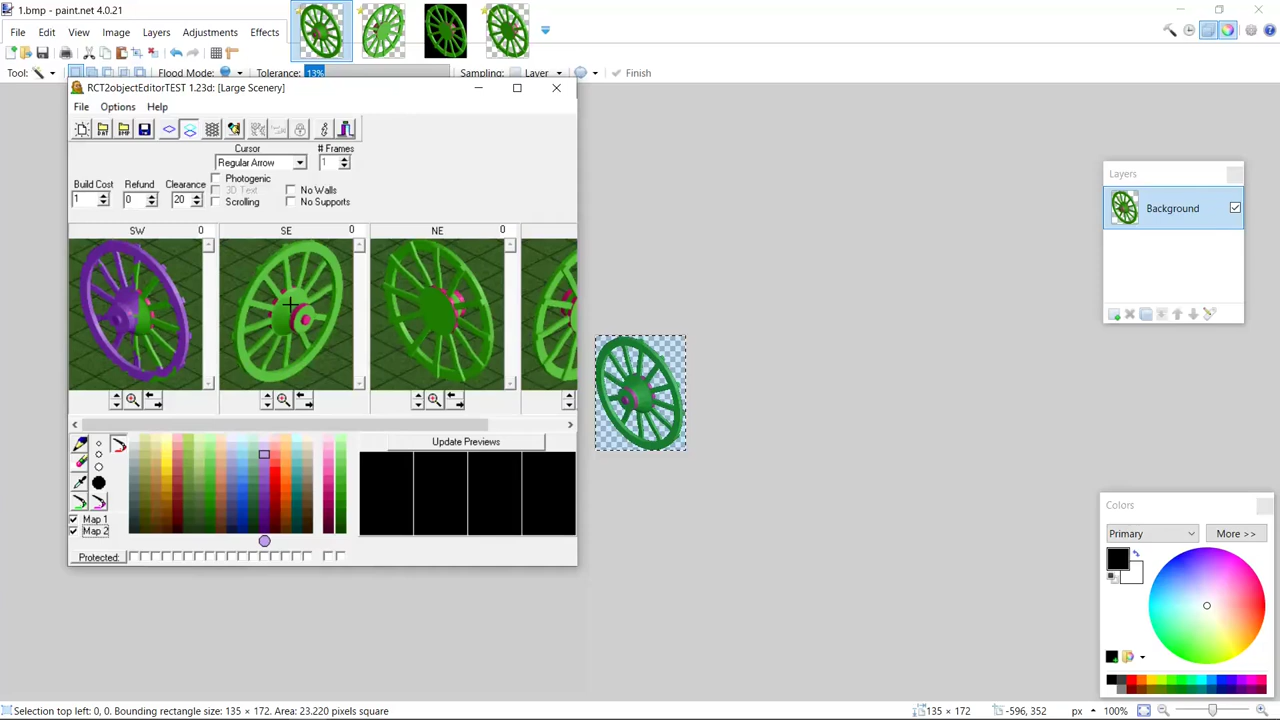 1.bmp - paint.net 4.0.21
File Edit View Image Layers Adjustments Effects
Tool: Flood Mode: Tolerance: 13% Sampling: Layer Finish
RCT2objectEditorTEST 1.23d: [Large Scenery]
File Options Help
Cursor # Frames
Regular Arrow 1
Build Cost Refund Clearance Photogenic
3D Text No Walls
1 0 20 Scrolling No Supports
SW 0 SE 0 NE 0
Update Previews
Map 1
Map 2
Protected:
Layers
Background
Colors
Primary More >>
Selection top left: 0, 0. Bounding rectangle size: 135 × 172. Area: 23.220 pixels square 135 × 172 -596, 352 px 100%